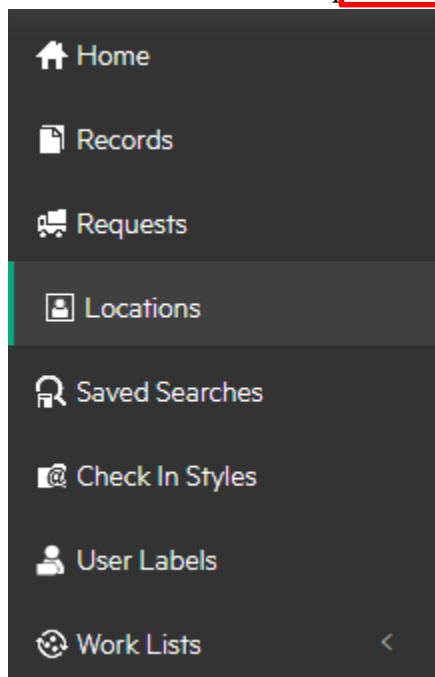 Home
Records
Requests
Locations
Saved Searches
Check In Styles
User Labels
Work Lists